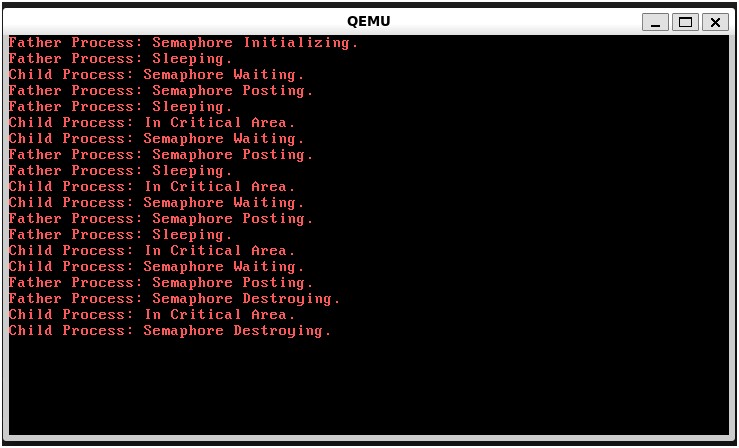 QEMU
Father Process: Semaphore Initializing.
Father Process: Sleeping.
Child Process: Semaphore Waiting.
Father Process: Semaphore Posting.
Father Process: Sleeping.
Child Process: In Critical Area.
Child Process: Semaphore Waiting.
Father Process: Semaphore Posting.
Father Process: Sleeping.
Child Process: In Critical Area.
Child Process: Semaphore Waiting.
Father Process: Semaphore Posting.
Father Process: Sleeping.
Child Process: In Critical Area.
Child Process: Semaphore Waiting.
Father Process: Semaphore Posting.
Father Process: Semaphore Destroying.
Child Process: In Critical Area.
Child Process: Semaphore Destroying.